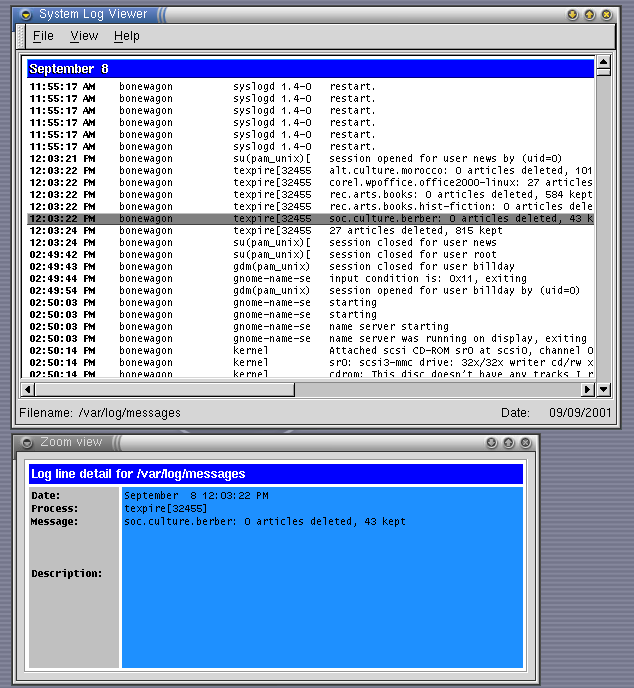 System Log Viewer
File View Help
September 8
11:55:17 AM bonewagon syslogd 1.4-0 restart.
11:55:17 AM bonewagon syslogd 1.4-0 restart.
11:55:17 AM bonewagon syslogd 1.4-0 restart.
11:55:17 AM bonewagon syslogd 1.4-0 restart.
11:55:17 AM bonewagon syslogd 1.4-0 restart.
11:55:17 AM bonewagon syslogd 1.4-0 restart.
12:03:21 PM bonewagon su(pam_unix)[ session opened for user news by (uid=0)
12:03:22 PM bonewagon texpire[32455 alt.culture.morocco: 0 articles deleted, 101
12:03:22 PM bonewagon texpire[32455 corel.wpoffice.office2000-linux: 27 articles
12:03:22 PM bonewagon texpire[32455 rec.arts.books: 0 articles deleted, 584 kept
12:03:22 PM bonewagon texpire[32455 rec.arts.books.hist-fiction: 0 articles dele
12:03:22 PM bonewagon texpire[32455 soc.culture.berber: 0 articles deleted, 43 k
12:03:24 PM bonewagon texpire[32455 27 articles deleted, 815 kept
12:03:24 PM bonewagon su(pam_unix)[ session closed for user news
02:49:42 PM bonewagon su(pam_unix)[ session closed for user root
02:49:43 PM bonewagon gdm(pam_unix) session closed for user billday
02:49:44 PM bonewagon gnome-name-se input condition is: 0x11, exiting
02:49:54 PM bonewagon gdm(pam_unix) session opened for user billday by (uid=0)
02:50:03 PM bonewagon gnome-name-se starting
02:50:03 PM bonewagon gnome-name-se starting
02:50:03 PM bonewagon gnome-name-se name server starting
02:50:03 PM bonewagon gnome-name-se name server was running on display, exiting
02:50:14 PM bonewagon kernel Attached scsi CD-ROM sr0 at scsi0, channel 0
02:50:14 PM bonewagon kernel sr0: scsi3-mmc drive: 32x/32x writer cd/rw x
02:50:14 PM bonewagon kernel cdrom: This disc doesn't have any tracks I r
Filename: /var/log/messages Date: 09/09/2001
Zoom view
Log line detail for /var/log/messages
Date: September 8 12:03:22 PM
Process: texpire[32455]
Message: soc.culture.berber: 0 articles deleted, 43 kept
Description: